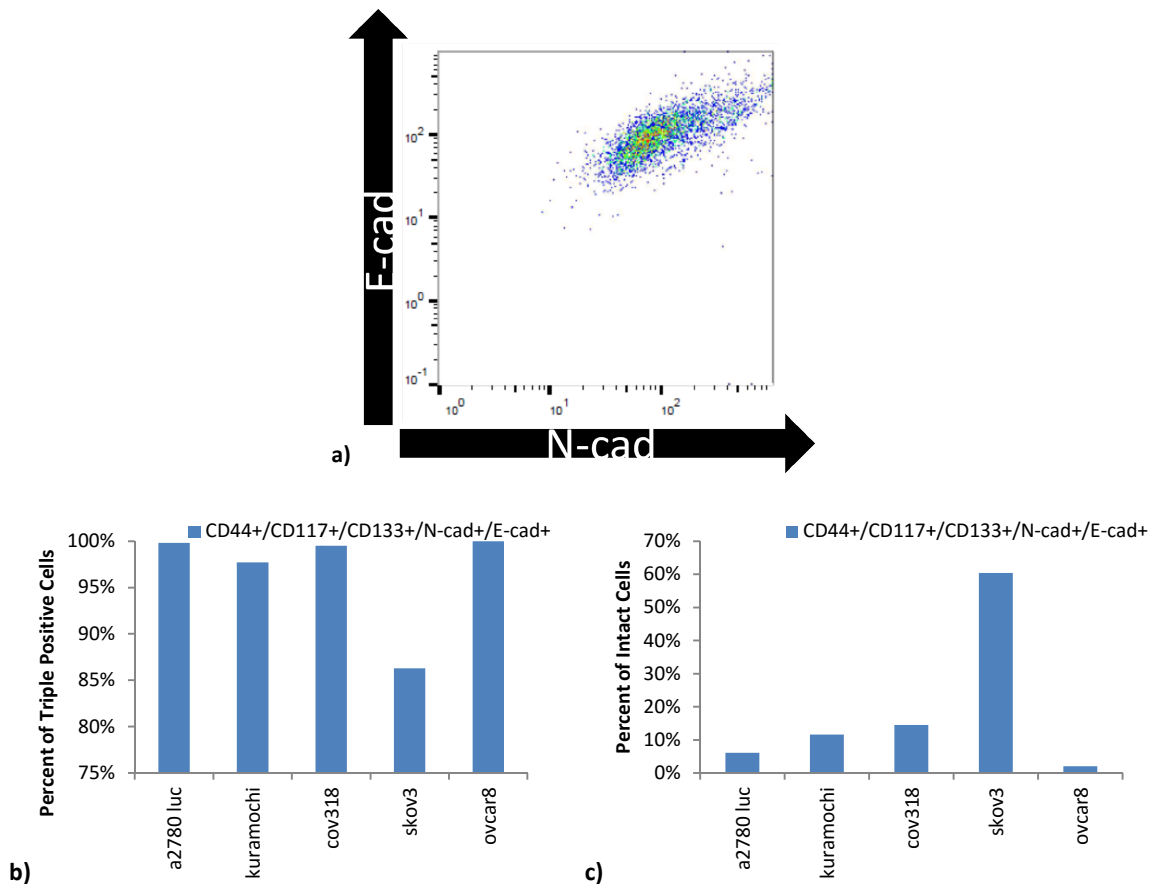 E-cad
10²
10¹
10⁰
10⁻¹
10⁰ 10¹ 10²
N-cad
a)
CD44+/CD117+/CD133+/N-cad+/E-cad+
Percent of Triple Positive Cells
100%
95%
90%
85%
80%
75%
a2780 luc
kuramochi
cov318
skov3
ovcar8
b)
CD44+/CD117+/CD133+/N-cad+/E-cad+
Percent of Intact Cells
70%
60%
50%
40%
30%
20%
10%
0%
a2780 luc
kuramochi
cov318
skov3
ovcar8
c)